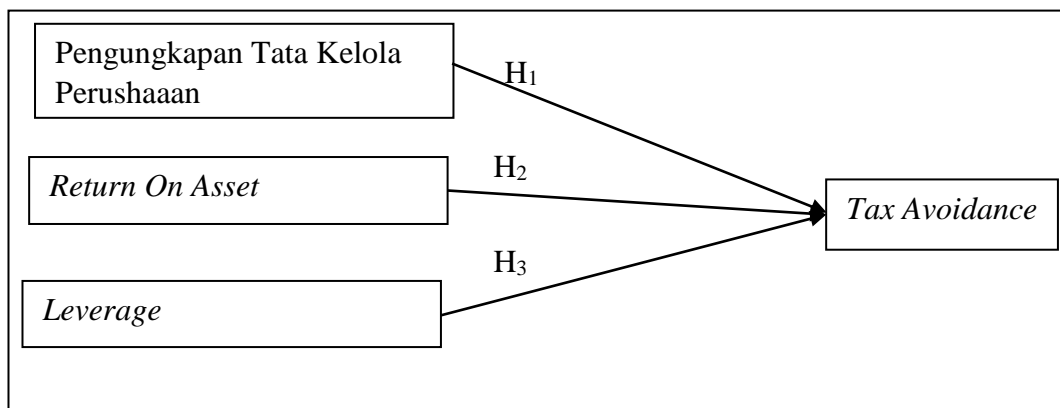 Pengungkapan Tata Kelola
Perushaaan
H₁
Return On Asset
H₂
Tax Avoidance
H₃
Leverage